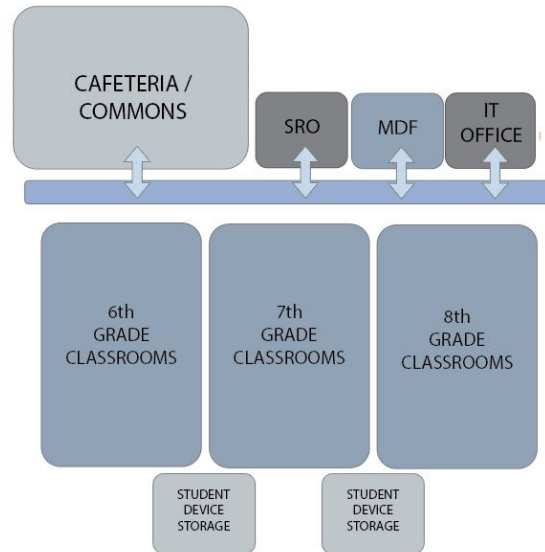 CAFETERIA /
COMMONS
SRO
MDF
IT
OFFICE
6th
GRADE
CLASSROOMS
7th
GRADE
CLASSROOMS
8th
GRADE
CLASSROOMS
STUDENT
DEVICE
STORAGE
STUDENT
DEVICE
STORAGE